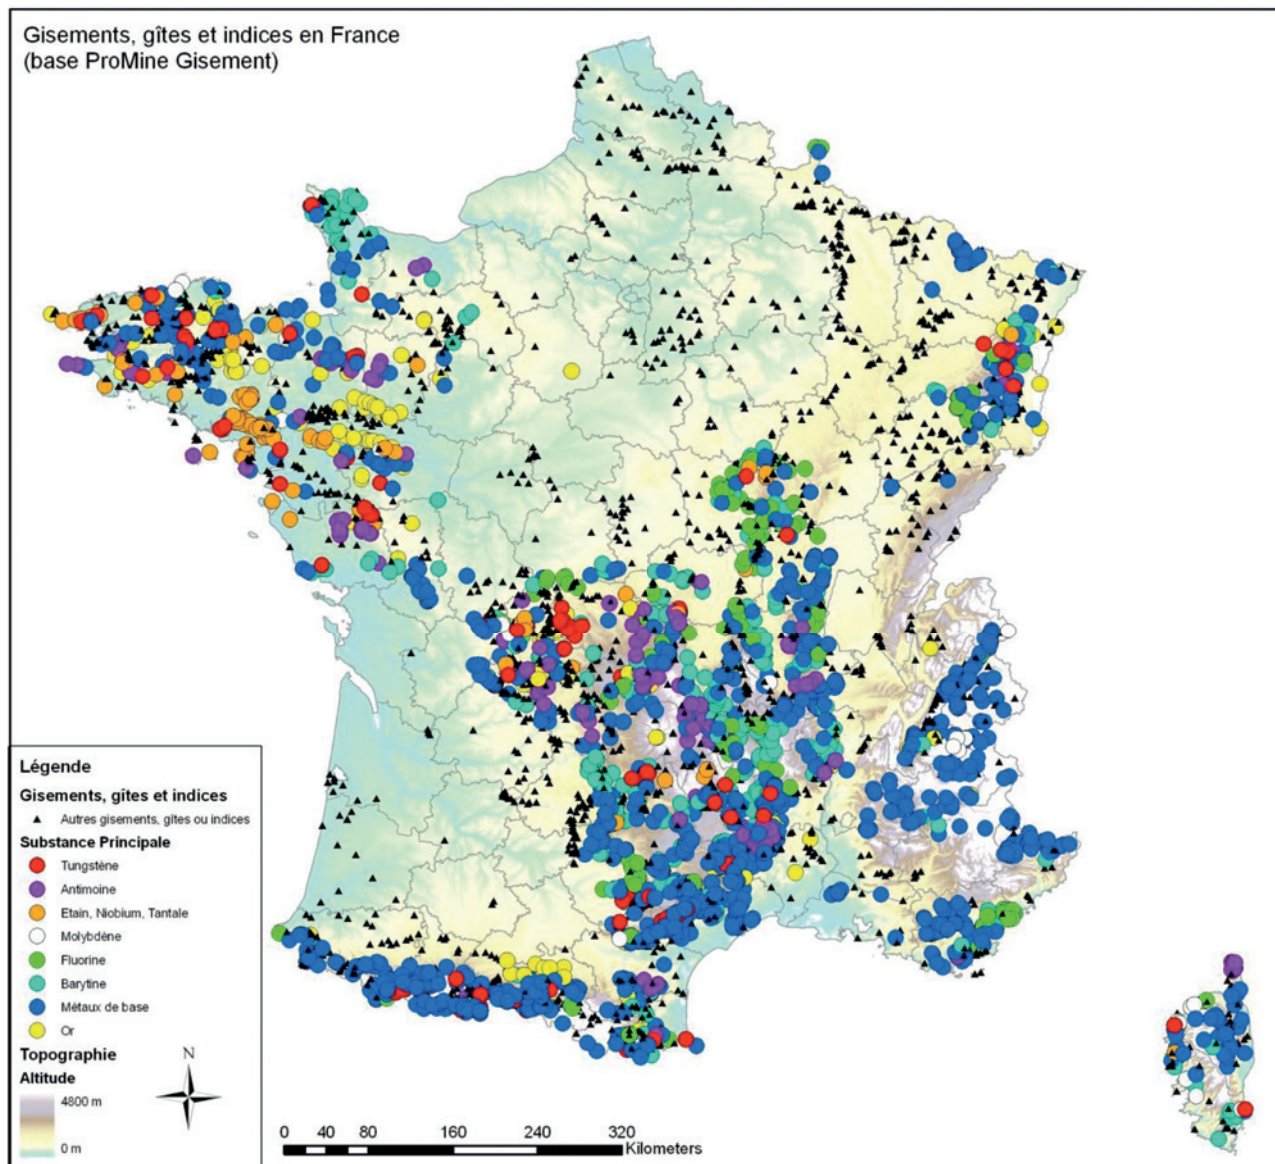 Gisements, gîtes et indices en France
(base ProMine Gisement)
Légende
Gisements, gîtes et indices
Autres gisements, gîtes ou indices
Substance Principale
Tungstène
Antimoine
Etain, Niobium, Tantale
Molybdène
Fluorine
Barytine
Métaux de base
Or
Topographie
Altitude
4800 m
0 m
N
0 40 80 160 240 320
Kilometers